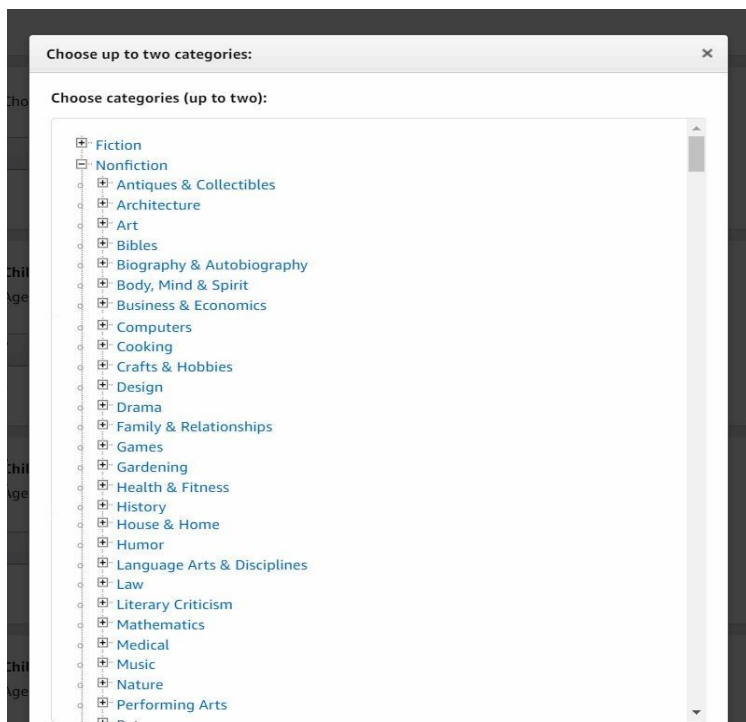 Choose up to two categories:
Choose categories (up to two):
Fiction
Nonfiction
Antiques & Collectibles
Architecture
Art
Bibles
Biography & Autobiography
Body, Mind & Spirit
Business & Economics
Computers
Cooking
Crafts & Hobbies
Design
Drama
Family & Relationships
Games
Gardening
Health & Fitness
History
House & Home
Humor
Language Arts & Disciplines
Law
Literary Criticism
Mathematics
Medical
Music
Nature
Performing Arts